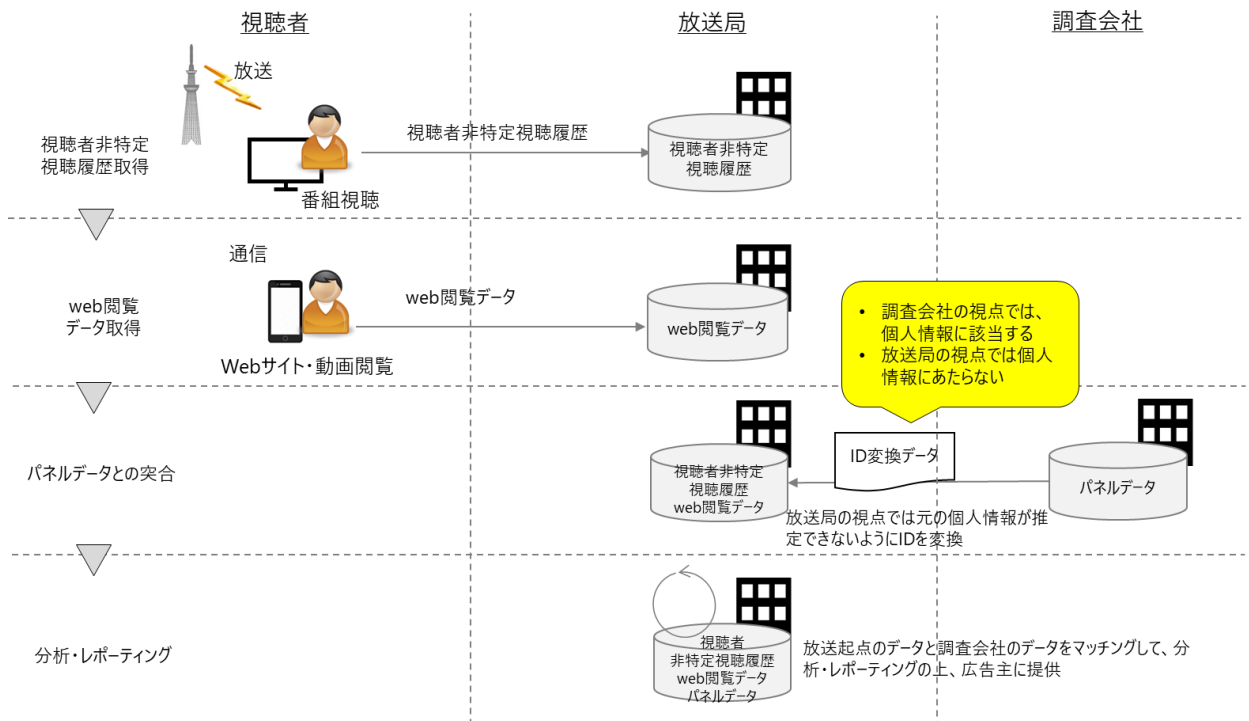 視聴者
放送局
調査会社
放送
視聴者非特定
視聴履歴取得
視聴者非特定視聴履歴
視聴者非特定
視聴履歴
番組視聴
通信
web閲覧
データ取得
web閲覧データ
web閲覧データ
Webサイト・動画閲覧
• 調査会社の視点では、
個人情報に該当する
• 放送局の視点では個人
情報にあたらない
パネルデータとの突合
視聴者非特定
視聴履歴
web閲覧データ
ID変換データ
パネルデータ
放送局の視点では元の個人情報が推
定できないようにIDを変換
分析・レポーティング
視聴者
非特定視聴履歴
web閲覧データ
パネルデータ
放送起点のデータと調査会社のデータをマッチングして、分
析・レポーティングの上、広告主に提供